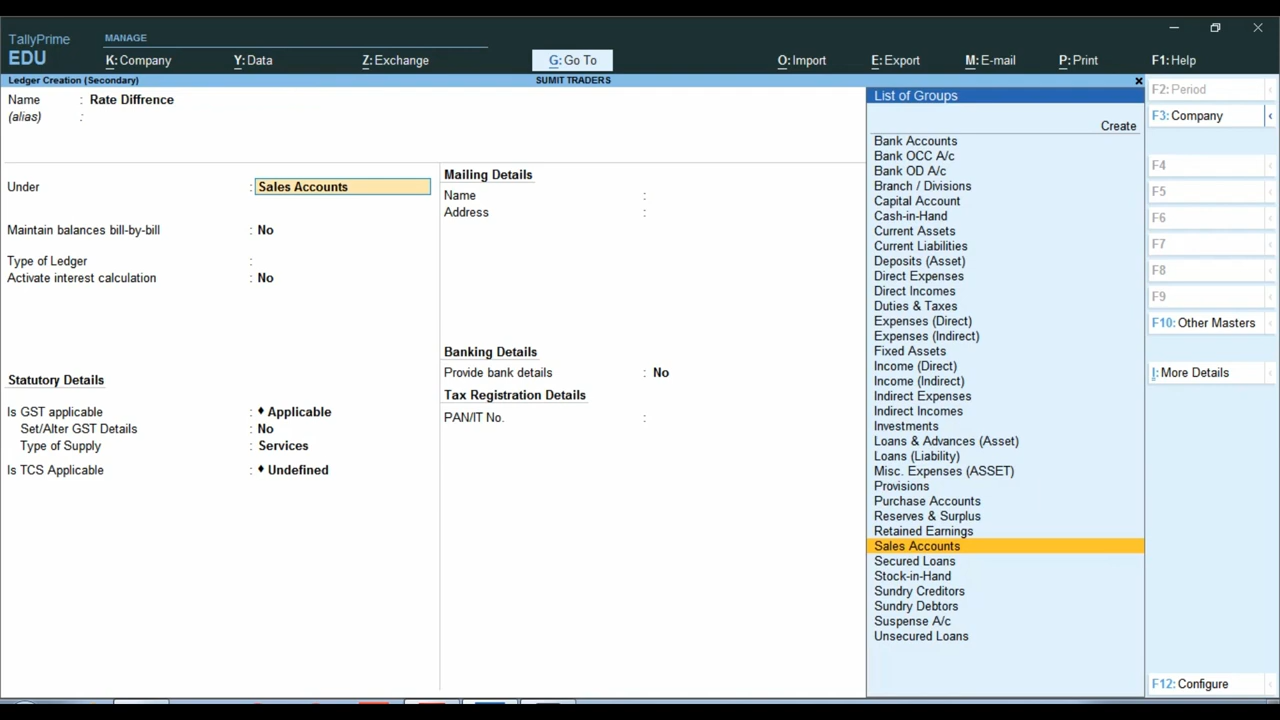 TallyPrime
EDU
MANAGE
K: Company
Y: Data
Z: Exchange
G: Go To
O: Import
E: Export
M: E-mail
P: Print
F1: Help
Ledger Creation (Secondary)
SUMIT TRADERS
Name : Rate Diffrence
(alias) :
Under : Sales Accounts
Maintain balances bill-by-bill : No
Type of Ledger :
Activate interest calculation : No
Statutory Details
Is GST applicable : ♦ Applicable
Set/Alter GST Details : No
Type of Supply : Services
Is TCS Applicable : ♦ Undefined
Mailing Details
Name :
Address :
Banking Details
Provide bank details : No
Tax Registration Details
PAN/IT No. :
List of Groups
Create
Bank Accounts
Bank OCC A/c
Bank OD A/c
Branch / Divisions
Capital Account
Cash-in-Hand
Current Assets
Current Liabilities
Deposits (Asset)
Direct Expenses
Direct Incomes
Duties & Taxes
Expenses (Direct)
Expenses (Indirect)
Fixed Assets
Income (Direct)
Income (Indirect)
Indirect Expenses
Indirect Incomes
Investments
Loans & Advances (Asset)
Loans (Liability)
Misc. Expenses (ASSET)
Provisions
Purchase Accounts
Reserves & Surplus
Retained Earnings
Sales Accounts
Secured Loans
Stock-in-Hand
Sundry Creditors
Sundry Debtors
Suspense A/c
Unsecured Loans
F2: Period
F3: Company
F4
F5
F6
F7
F8
F9
F10: Other Masters
I: More Details
F12: Configure